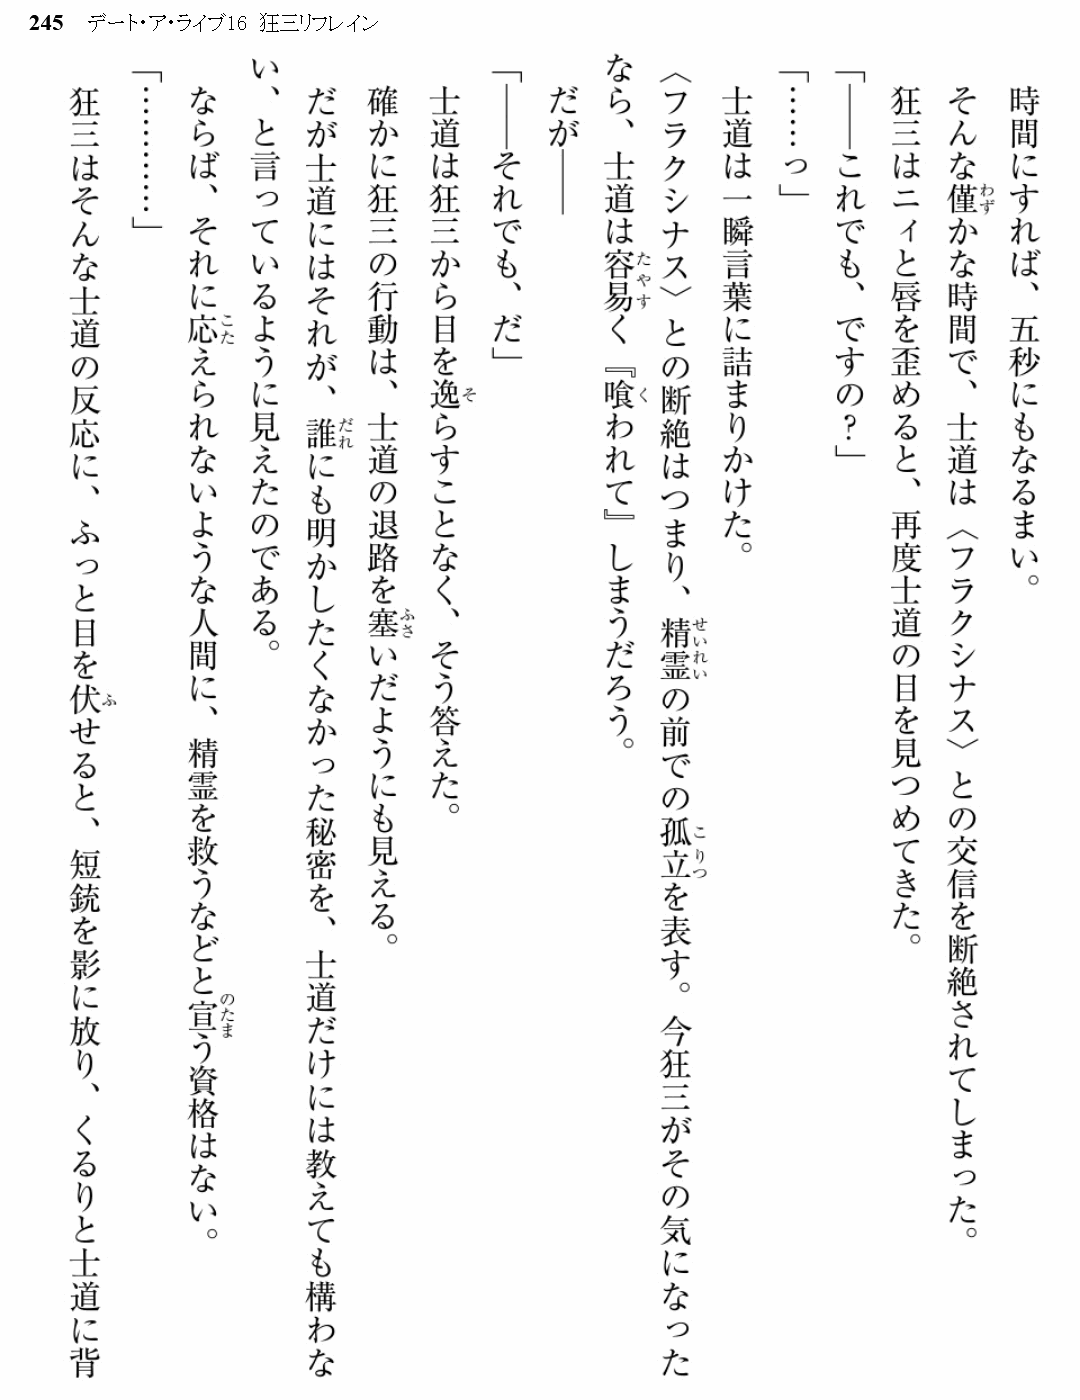 245 デート・ア・ライブ16 狂三リフレイン
時間にすれば、五秒にもなるまい。
そんな僅かな時間で、士道は〈フラクシナス〉との交信を断絶されてしまった。
狂三はニィと唇を歪めると、再度士道の目を見つめてきた。
「――これでも、ですの？」
「……っ」
士道は一瞬言葉に詰まりかけた。
〈フラクシナス〉との断絶はつまり、精霊の前での孤立を表す。今狂三がその気になった
なら、士道は容易く『喰われて』しまうだろう。
だが――
「――それでも、だ」
士道は狂三から目を逸らすことなく、そう答えた。
確かに狂三の行動は、士道の退路を塞いだようにも見える。
だが士道にはそれが、誰にも明かしたくなかった秘密を、士道だけには教えても構わな
い、と言っているように見えたのである。
ならば、それに応えられないような人間に、精霊を救うなどと宣う資格はない。
「…………」
狂三はそんな士道の反応に、ふっと目を伏せると、短銃を影に放り、くるりと士道に背